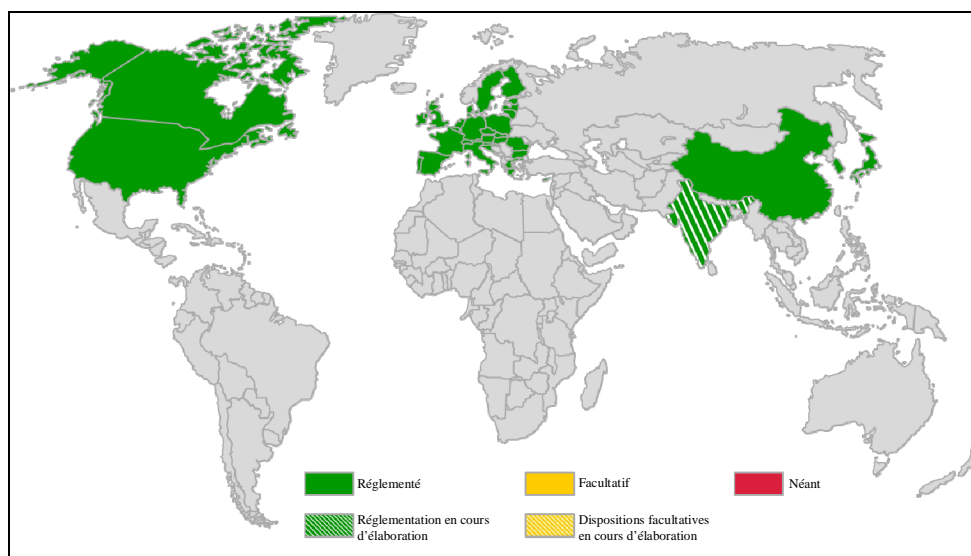 Réglementé
Facultatif
Néant
Réglementation en cours
d'élaboration
Dispositions facultatives
en cours d'élaboration